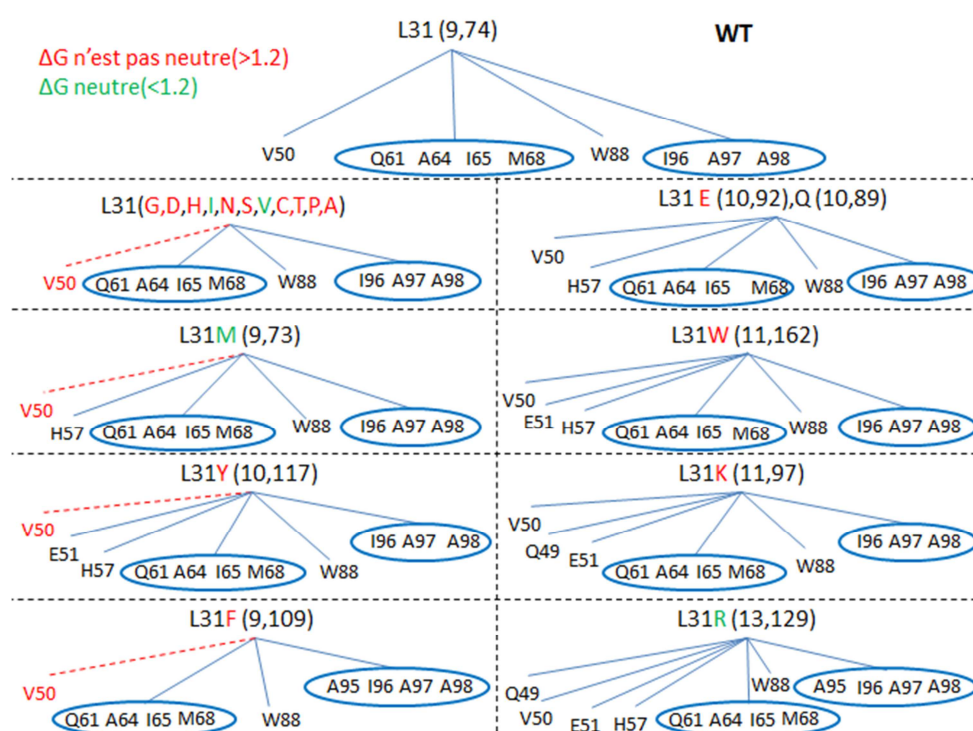 L31 (9,74)
WT
ΔG n'est pas neutre(>1.2)
ΔG neutre(<1.2)
V50
Q61 A64 I65 M68
W88
I96 A97 A98
L31(G,D,H,I,N,S,V,C,T,P,A)
V50
Q61 A64 I65 M68
W88
I96 A97 A98
L31 E (10,92),Q (10,89)
V50
H57
Q61 A64 I65 M68
W88
I96 A97 A98
L31M (9,73)
V50
H57
Q61 A64 I65 M68
W88
I96 A97 A98
L31W (11,162)
V50
E51
H57
Q61 A64 I65 M68
W88
I96 A97 A98
L31Y (10,117)
V50
E51
H57
Q61 A64 I65 M68
W88
I96 A97 A98
L31K (11,97)
V50
Q49
E51
Q61 A64 I65 M68
W88
I96 A97 A98
L31F (9,109)
V50
Q61 A64 I65 M68
W88
A95 I96 A97 A98
L31R (13,129)
Q49
V50
E51
H57
Q61 A64 I65 M68
W88
A95 I96 A97 A98